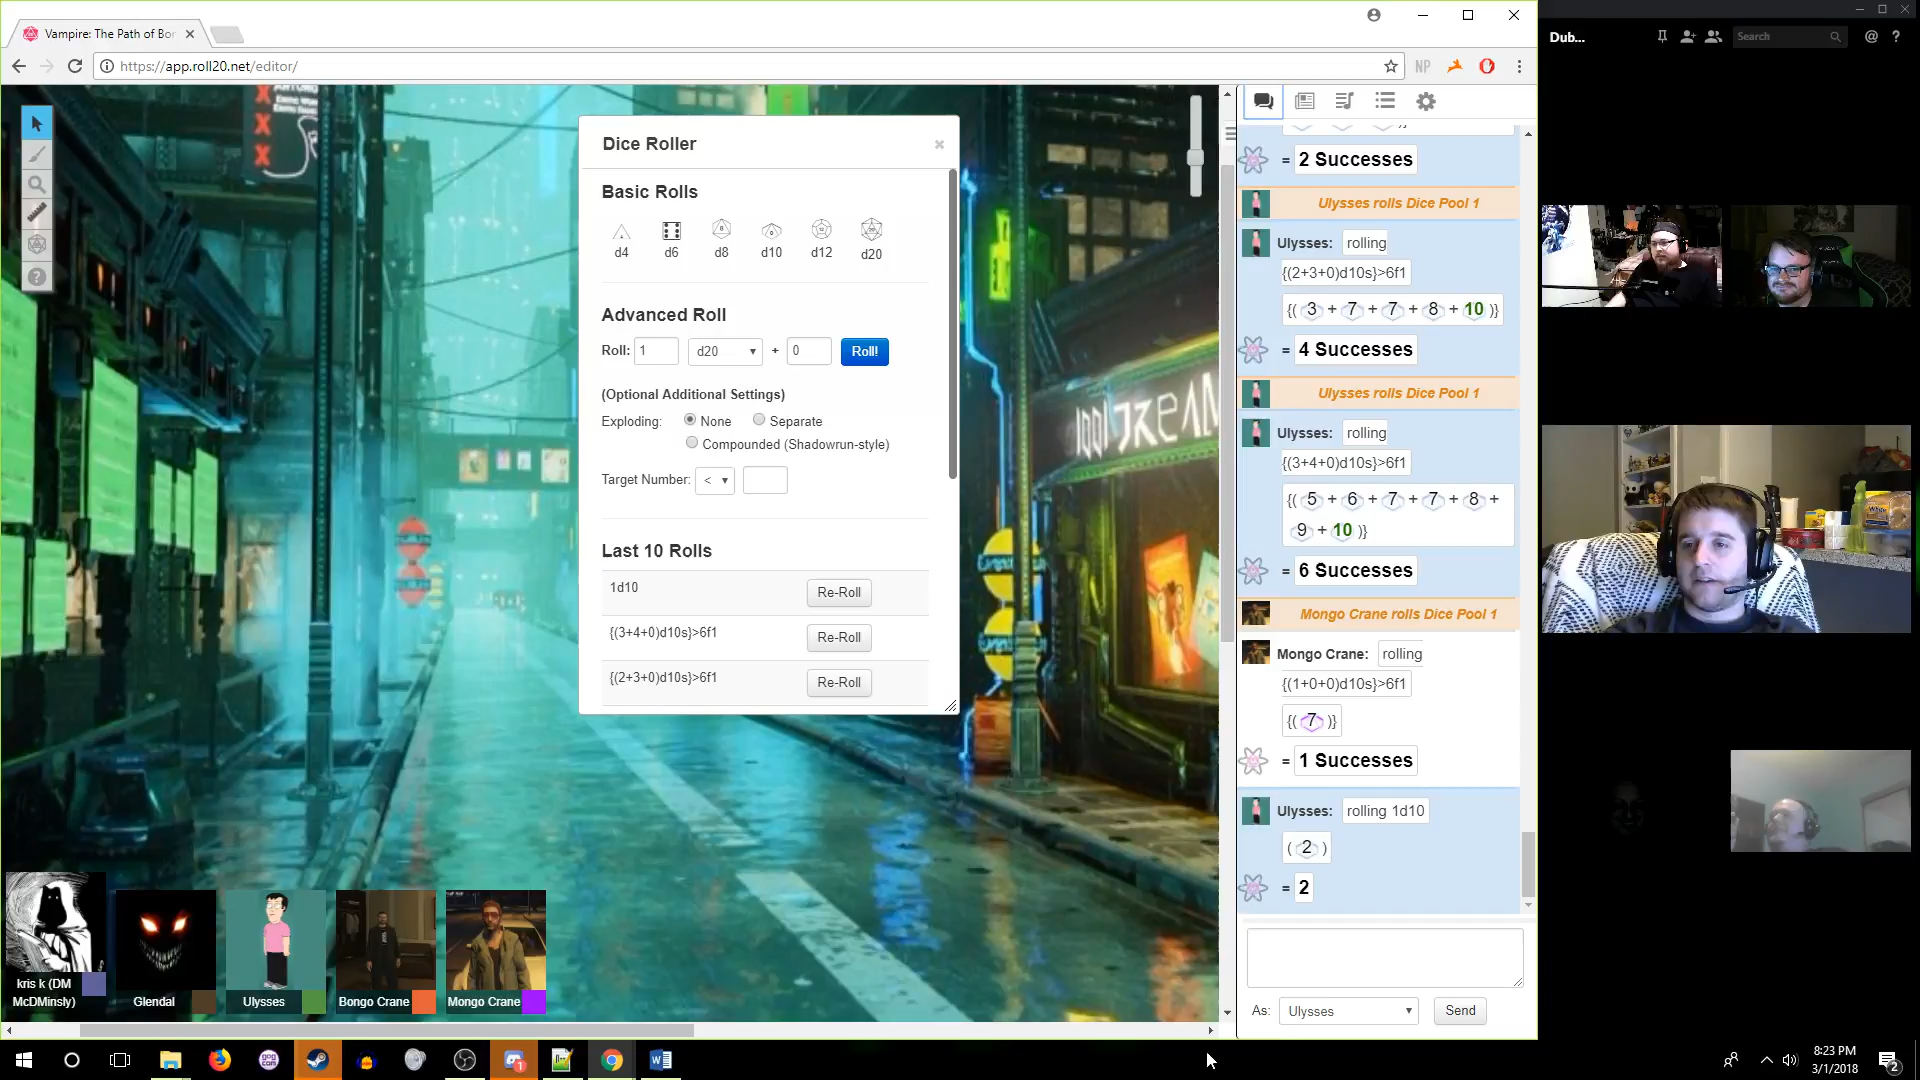 Vampire: The Path of Bor
https://app.roll20.net/editor/
NP
Dub...
Search
@ ?
Dice Roller
Basic Rolls
d4 d6 d8 d10 d12 d20
Advanced Roll
Roll: 1 d20 + 0 Roll!
(Optional Additional Settings)
Exploding: None Separate
Compounded (Shadowrun-style)
Target Number: <
Last 10 Rolls
1d10 Re-Roll
{(3+4+0)d10s}>6f1 Re-Roll
{(2+3+0)d10s}>6f1 Re-Roll
= 2 Successes
Ulysses rolls Dice Pool 1
Ulysses: rolling
{(2+3+0)d10s}>6f1
{( 3 + 7 + 7 + 8 + 10 )}
= 4 Successes
Ulysses rolls Dice Pool 1
Ulysses: rolling
{(3+4+0)d10s}>6f1
{( 5 + 6 + 7 + 7 + 8 +
9 + 10 )}
= 6 Successes
Mongo Crane rolls Dice Pool 1
Mongo Crane: rolling
{(1+0+0)d10s}>6f1
{( 7 )}
= 1 Successes
Ulysses: rolling 1d10
( 2 )
= 2
As: Ulysses Send
X
X
X
1001 DREAM
kris k (DM
McDMinsly)
Glendal
Ulysses
Bongo Crane
Mongo Crane
8:23 PM
3/1/2018
2
1